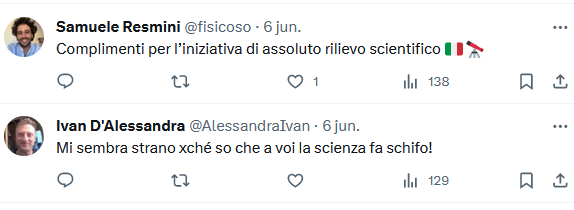 Samuele Resmini @fisicoso · 6 jun.
Complimenti per l’iniziativa di assoluto rilievo scientifico 🇮🇹🔭
1 138
Ivan D'Alessandra @AlessandraIvan · 6 jun.
Mi sembra strano xché so che a voi la scienza fa schifo!
129